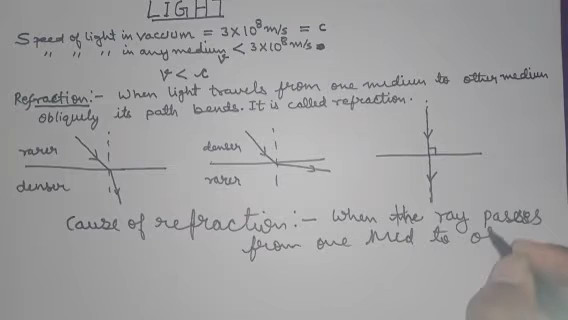 LIGHT
Speed of light in vacuum = 3×10⁸ m/s = c
" " " in any medium < 3×10⁸ m/s
v
v < c
Refraction:- When light travels from one medium to other medium
obliquely its path bends. It is called refraction.
rarer
denser
denser
rarer
Cause of refraction:- When the ray passes
from one Med to